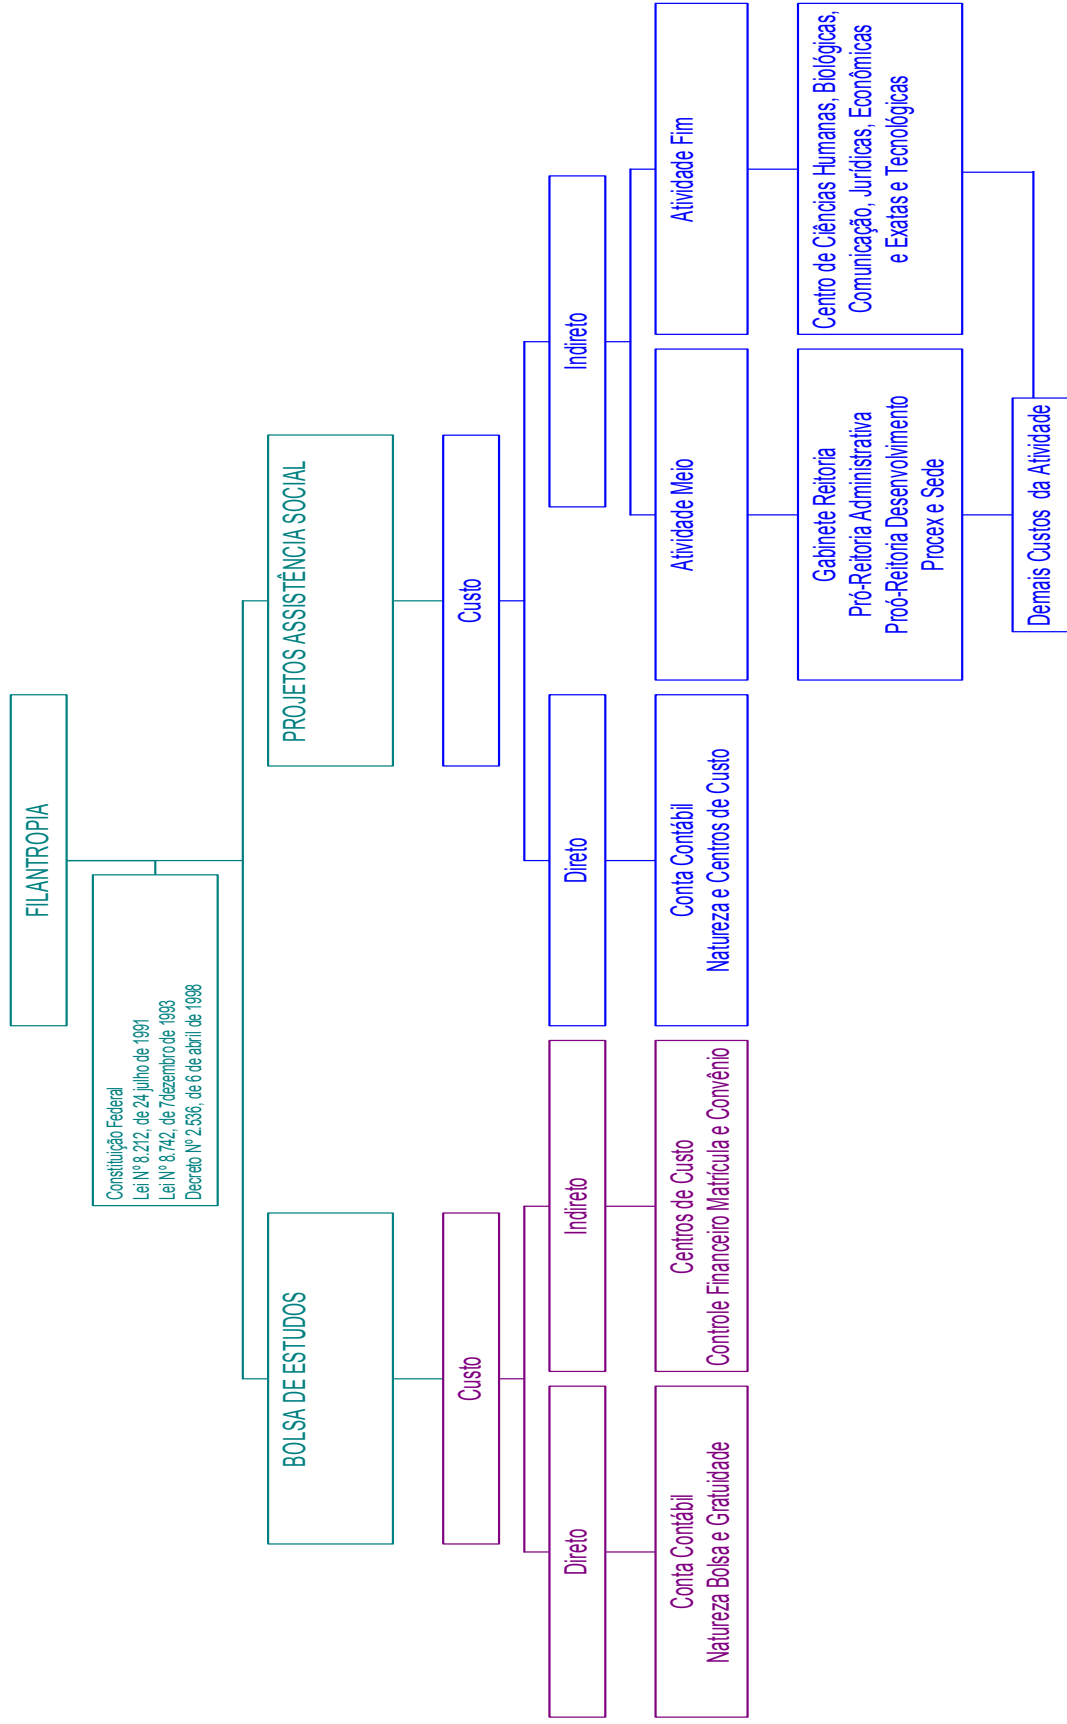 FILANTROPIA
Constituição Federal
Lei Nº 8.212, de 24 julho de 1991
Lei Nº 8.742, de 7dezembro de 1993
Decreto Nº 2.536, de 6 de abril de 1998
BOLSA DE ESTUDOS
PROJETOS ASSISTÊNCIA SOCIAL
Custo
Custo
Direto
Indireto
Direto
Indireto
Conta Contábil
Natureza Bolsa e Gratuidade
Centros de Custo
Controle Financeiro Matrícula e Convênio
Conta Contábil
Natureza e Centros de Custo
Atividade Meio
Atividade Fim
Gabinete Reitoria
Pró-Reitoria Administrativa
Proó-Reitoria Desenvolvimento
Procex e Sede
Centro de Ciências Humanas, Biológicas,
Comunicação, Jurídicas, Econômicas
e Exatas e Tecnológicas
Demais Custos da Atividade